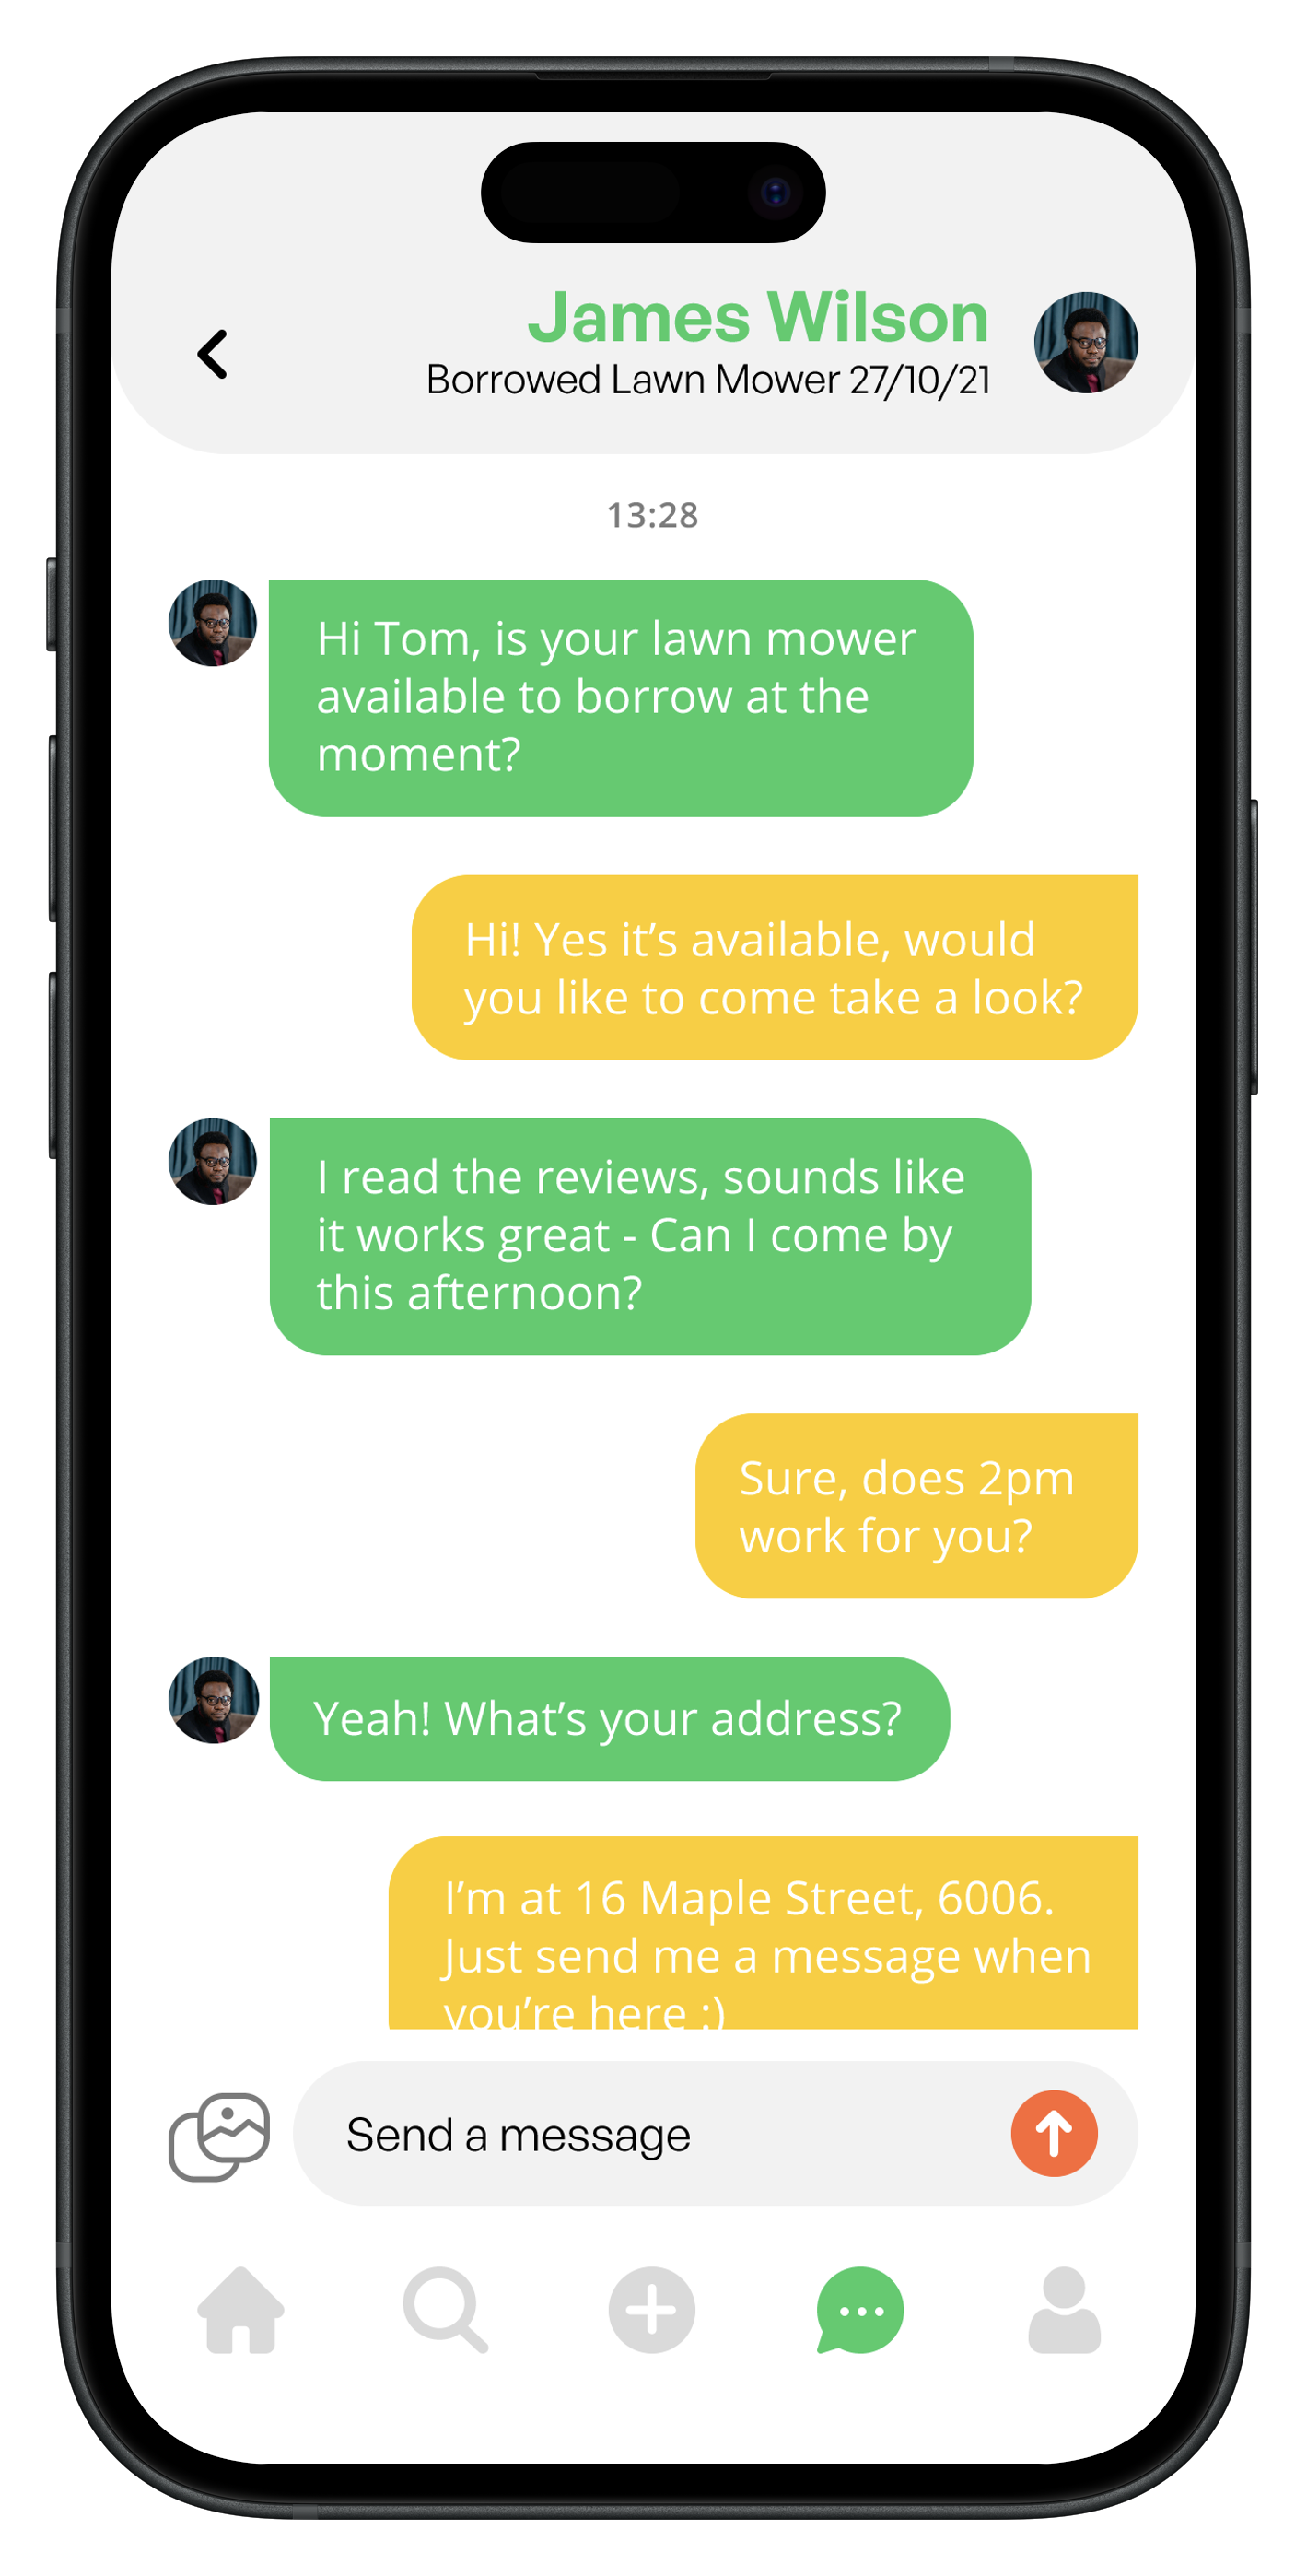 James Wilson
Borrowed Lawn Mower 27/10/21
13:28
Hi Tom, is your lawn mower
available to borrow at the
moment?
Hi! Yes it’s available, would
you like to come take a look?
I read the reviews, sounds like
it works great - Can I come by
this afternoon?
Sure, does 2pm
work for you?
Yeah! What’s your address?
I’m at 16 Maple Street, 6006.
Just send me a message when
you’re here :)
Send a message